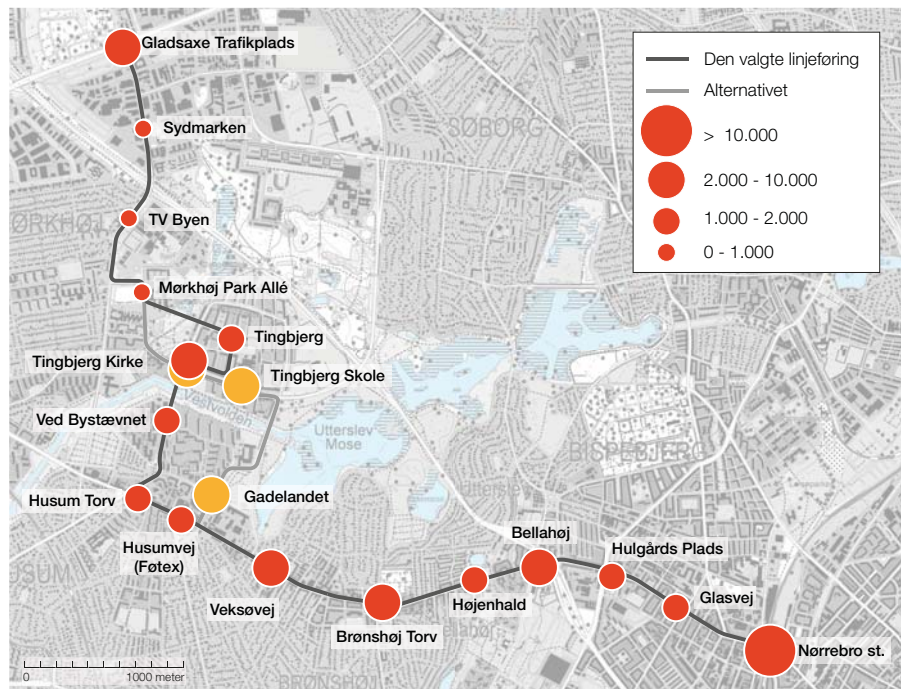 Gladsaxe Trafikplads
Den valgte linjeføring
Alternativet
> 10.000
2.000 - 10.000
1.000 - 2.000
0 - 1.000
SØBORG
Sydmarken
TV Byen
Mørkhøj Park Allé
Tingbjerg
Tingbjerg Kirke
Tingbjerg Skole
Ved Bystævnet
Utterslev
Mose
BISPEBJERG
Husum Torv
Gadelandet
Husumvej
(Føtex)
Bellahøj
Hulgårds Plads
Veksøvej
Højenhald
Glasvej
Brønshøj Torv
Nørrebro st.
0 1000 meter
BRØNSHØJ